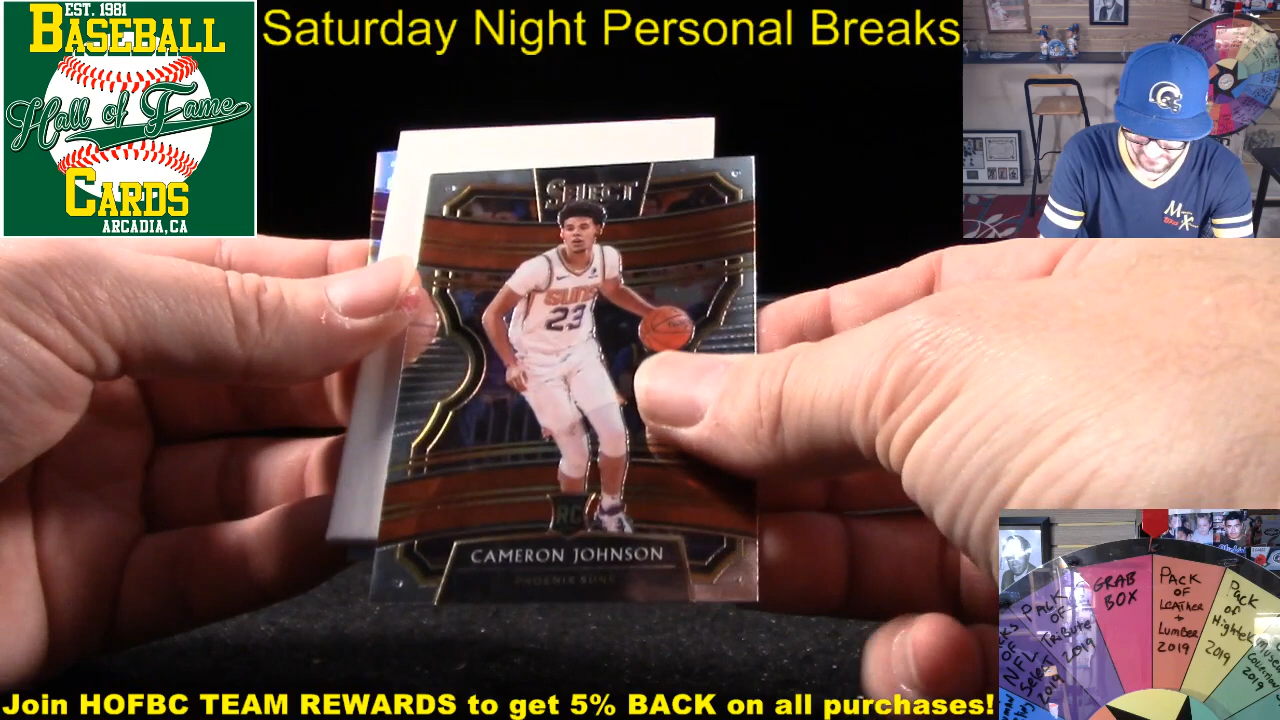 EST. 1981
BASEBALL
Hall of Fame
CARDS
ARCADIA, CA
Saturday Night Personal Breaks
SELECT
SUNS
23
RC
CAMERON JOHNSON
PHOENIX SUNS
PACK OF TRIBUTE 2019
OF NFL SELECT 2019
GRAB BOX
PACK OF LEATHER + LUMBER 2019
PACK OF Hightek 2019
2019
Join HOFBC TEAM REWARDS to get 5% BACK on all purchases!